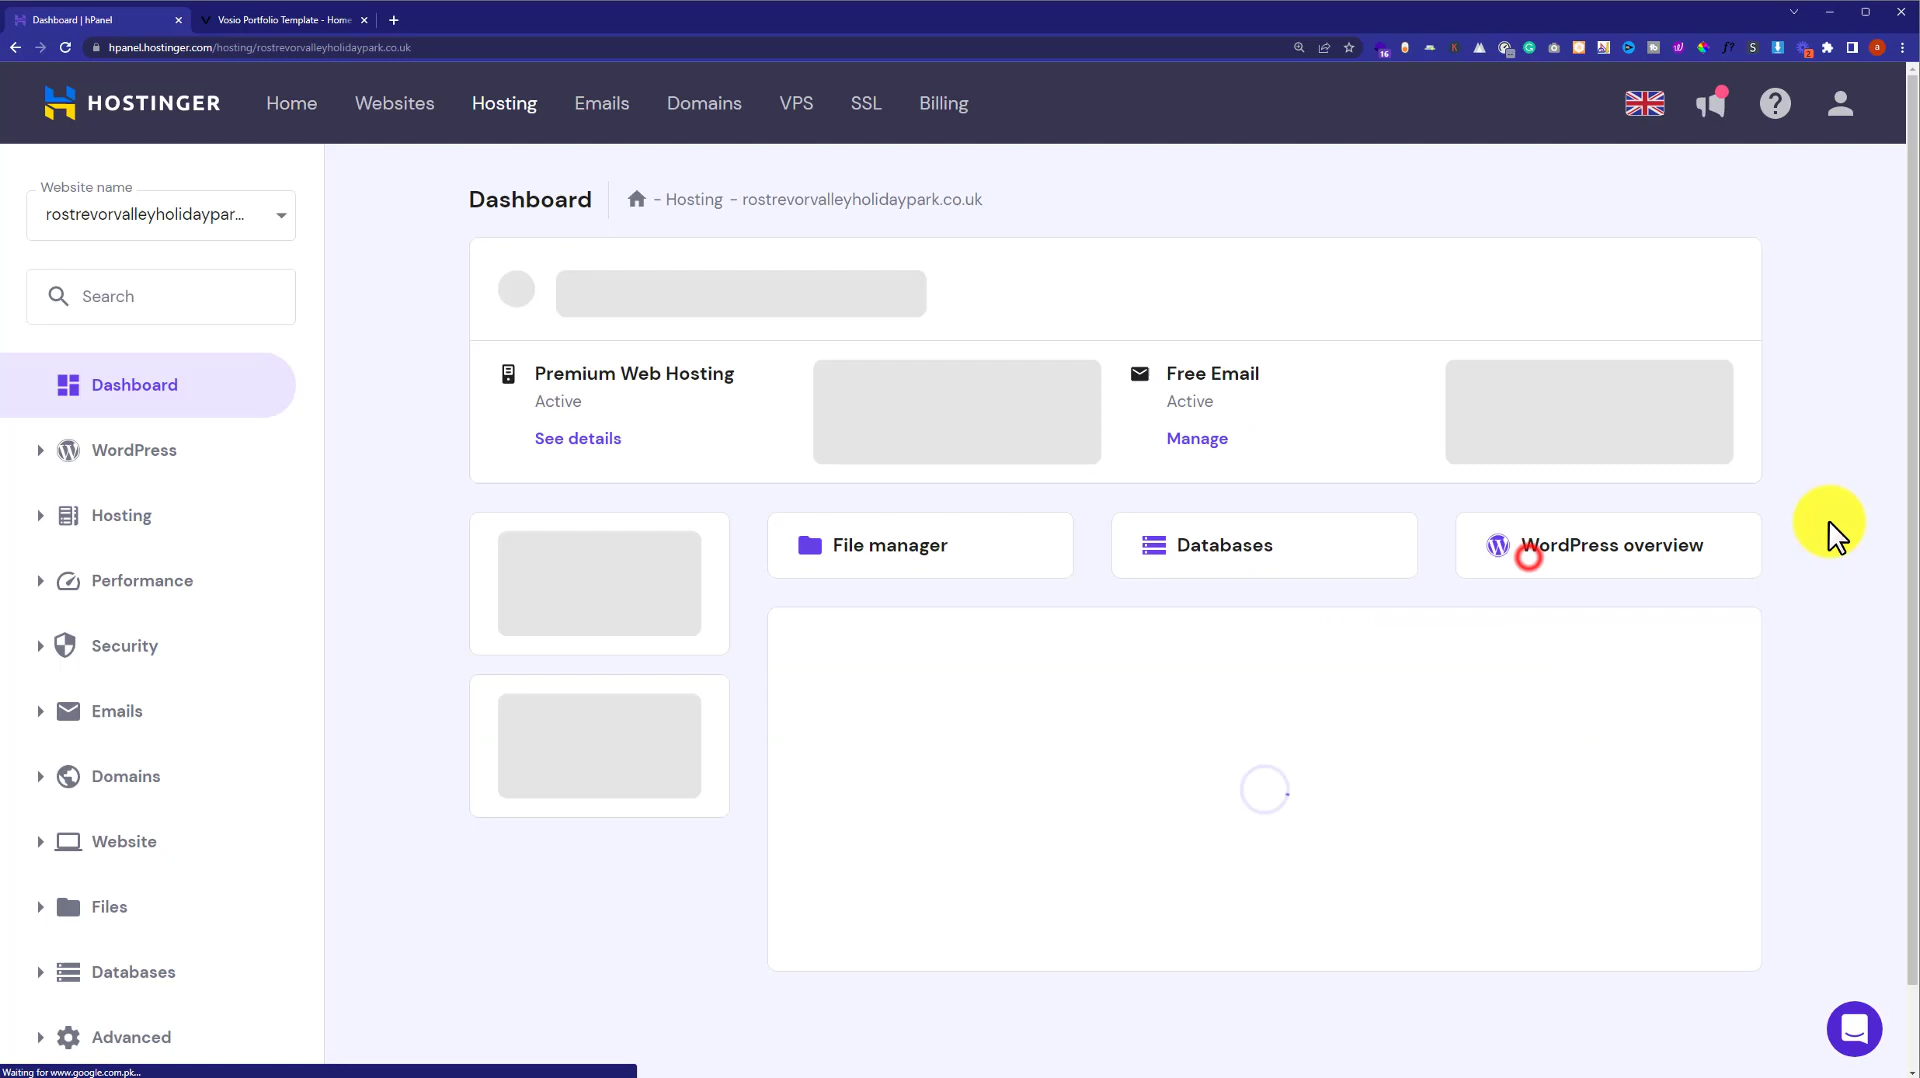 Dashboard | hPanel
Vosio Portfolio Template - Home
hpanel.hostinger.com/hosting/rostrevorvalleyholidaypark.co.uk
16
2
a
HOSTINGER
Home
Websites
Hosting
Emails
Domains
VPS
SSL
Billing
Website name
rostrevorvalleyholidaypar...
Search
Dashboard
WordPress
Hosting
Performance
Security
Emails
Domains
Website
Files
Databases
Advanced
Dashboard
- Hosting - rostrevorvalleyholidaypark.co.uk
Premium Web Hosting
Active
See details
Free Email
Active
Manage
File manager
Databases
WordPress overview
Waiting for www.google.com.pk...